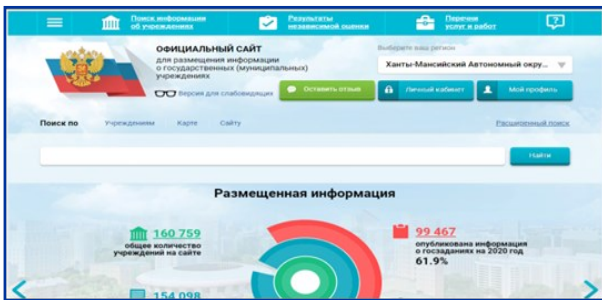 Поиск информации
об учреждениях
Результаты
независимой оценки
Перечни
услуг и работ
ОФИЦИАЛЬНЫЙ САЙТ
для размещения информации
о государственных (муниципальных)
учреждениях
Версия для слабовидящих
Оставить отзыв
Выберите ваш регион
Ханты-Мансийский Автономный окру...
Личный кабинет
Мой профиль
Поиск по
Учреждениям
Карте
Сайту
Расширенный поиск
Найти
Размещенная информация
160 759
общее количество
учреждений на сайте
99 467
опубликована информация
о госзаданиях на 2020 год
61.9%
154 098